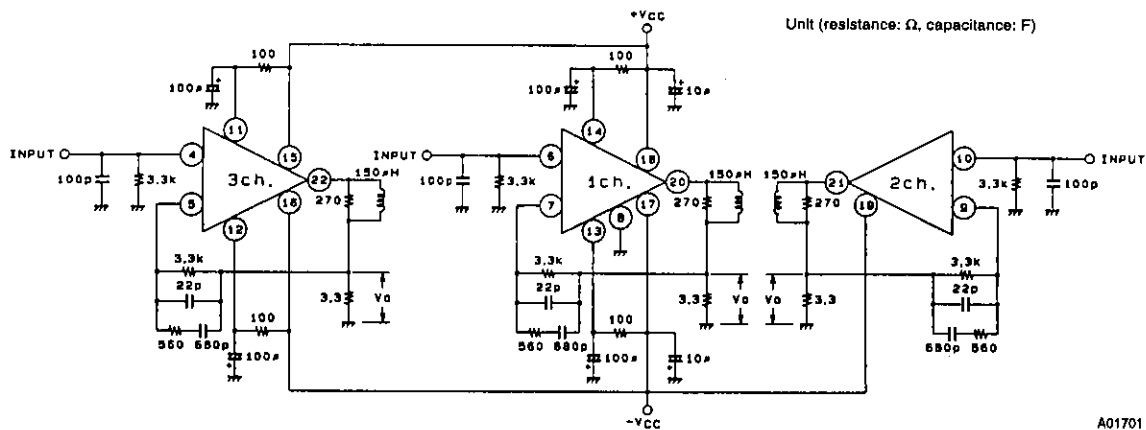 +VCC
Unit (resistance: Ω, capacitance: F)
100
100
100µ
100µ
10µ
11
14
INPUT
4
15
INPUT
6
18
10
INPUT
3ch.
22
150µH
1ch.
20
150µH
150µH
21
2ch.
100p
3.3k
270
100p
3.3k
270
270
3.3k
100p
5
16
7
17
19
9
12
13
8
3.3k
3.3k
3.3k
22p
3.3
Vo
22p
3.3
Vo
Vo
3.3
22p
100
100
560
680p
560
680p
560
100µ
100µ
10µ
-VCC
A01701